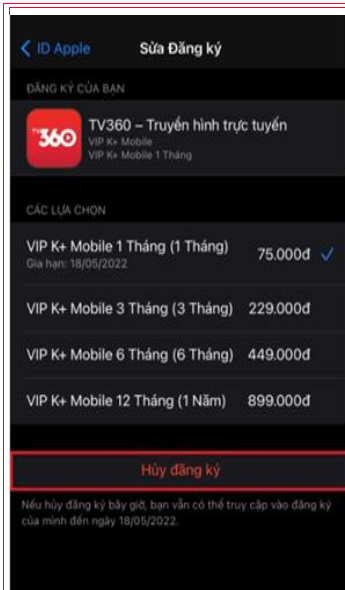 ID Apple
Sửa Đăng ký
ĐĂNG KÝ CỦA BẠN
TV360
TV360 – Truyền hình trực tuyến
VIP K+ Mobile
VIP K+ Mobile 1 Tháng
CÁC LỰA CHỌN
VIP K+ Mobile 1 Tháng (1 Tháng) 75.000đ
Gia hạn: 18/05/2022
VIP K+ Mobile 3 Tháng (3 Tháng) 229.000đ
VIP K+ Mobile 6 Tháng (6 Tháng) 449.000đ
VIP K+ Mobile 12 Tháng (1 Năm) 899.000đ
Hủy đăng ký
Nếu hủy đăng ký bây giờ, bạn vẫn có thể truy cập vào đăng ký
của mình đến ngày 18/05/2022.